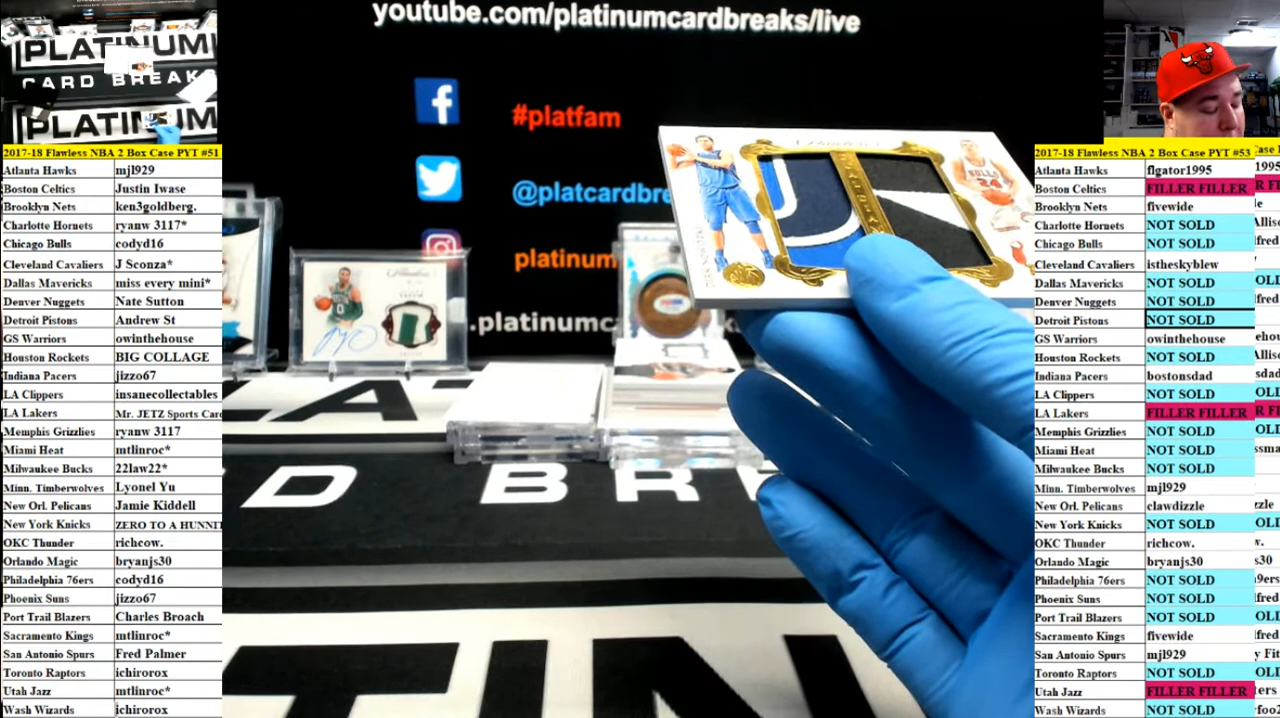 youtube.com/platinumcardbreaks/live
PLATINUM
CARD BREAKS
PLATINUM
#platfam
@platcardbre
platinum
.platinumc
D BR
TIN
BULLS
24
2017-18 Flawless NBA 2 Box Case PYT #51
Atlanta Hawks mjl929
Boston Celtics Justin Iwase
Brooklyn Nets ken3goldberg.
Charlotte Hornets ryanw 3117*
Chicago Bulls codyd16
Cleveland Cavaliers J Sconza*
Dallas Mavericks miss every mini*
Denver Nuggets Nate Sutton
Detroit Pistons Andrew St
GS Warriors owinthehouse
Houston Rockets BIG COLLAGE
Indiana Pacers jizzo67
LA Clippers insanecollectables
LA Lakers Mr. JETZ Sports Card
Memphis Grizzlies ryanw 3117
Miami Heat mtlinroc*
Milwaukee Bucks 22law22*
Minn. Timberwolves Lyonel Yu
New Orl. Pelicans Jamie Kiddell
New York Knicks ZERO TO A HUNNIT
OKC Thunder richcow.
Orlando Magic bryanjs30
Philadelphia 76ers codyd16
Phoenix Suns jizzo67
Port Trail Blazers Charles Broach
Sacramento Kings mtlinroc*
San Antonio Spurs Fred Palmer
Toronto Raptors ichirorox
Utah Jazz mtlinroc*
Wash Wizards ichirorox
2017-18 Flawless NBA 2 Box Case PYT #53
Atlanta Hawks flgator1995
Boston Celtics FILLER FILLER
Brooklyn Nets fivewide
Charlotte Hornets NOT SOLD
Chicago Bulls NOT SOLD
Cleveland Cavaliers istheskyblew
Dallas Mavericks NOT SOLD
Denver Nuggets NOT SOLD
Detroit Pistons NOT SOLD
GS Warriors owinthehouse
Houston Rockets NOT SOLD
Indiana Pacers bostonsdad
LA Clippers NOT SOLD
LA Lakers FILLER FILLER
Memphis Grizzlies NOT SOLD
Miami Heat NOT SOLD
Milwaukee Bucks NOT SOLD
Minn. Timberwolves mjl929
New Orl. Pelicans clawdizzle
New York Knicks NOT SOLD
OKC Thunder richcow.
Orlando Magic bryanjs30
Philadelphia 76ers NOT SOLD
Phoenix Suns NOT SOLD
Port Trail Blazers NOT SOLD
Sacramento Kings fivewide
San Antonio Spurs mjl929
Toronto Raptors NOT SOLD
Utah Jazz FILLER FILLER
Wash Wizards NOT SOLD